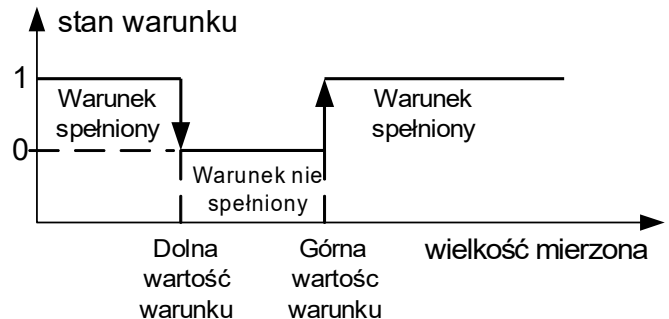 stan warunku
1
Warunek
spełniony
Warunek
spełniony
0
Warunek nie
spełniony
Dolna
wartość
warunku
Górna
wartośc
warunku
wielkość mierzona